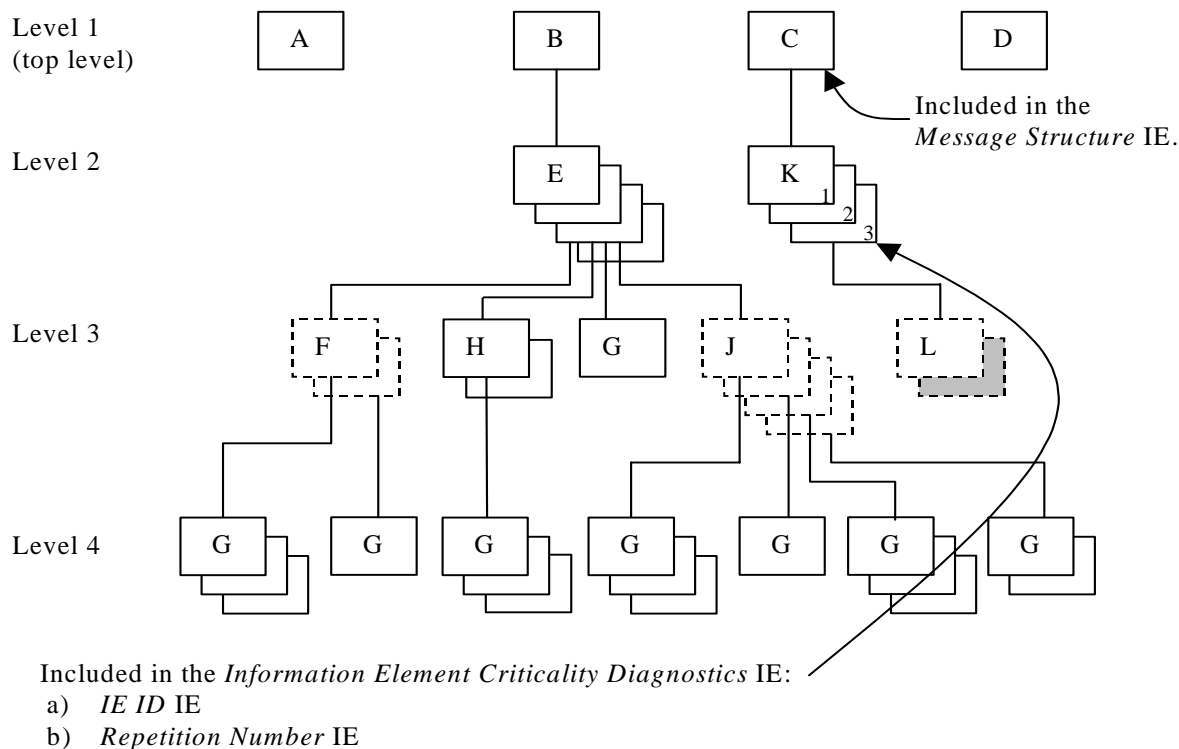 Level 1
(top level)
A
B
C
D
Included in the
Message Structure IE.
Level 2
E
K
1
2
3
Level 3
F
H
G
J
L
Level 4
G
G
G
G
G
G
G
Included in the Information Element Criticality Diagnostics IE:
a) IE ID IE
b) Repetition Number IE